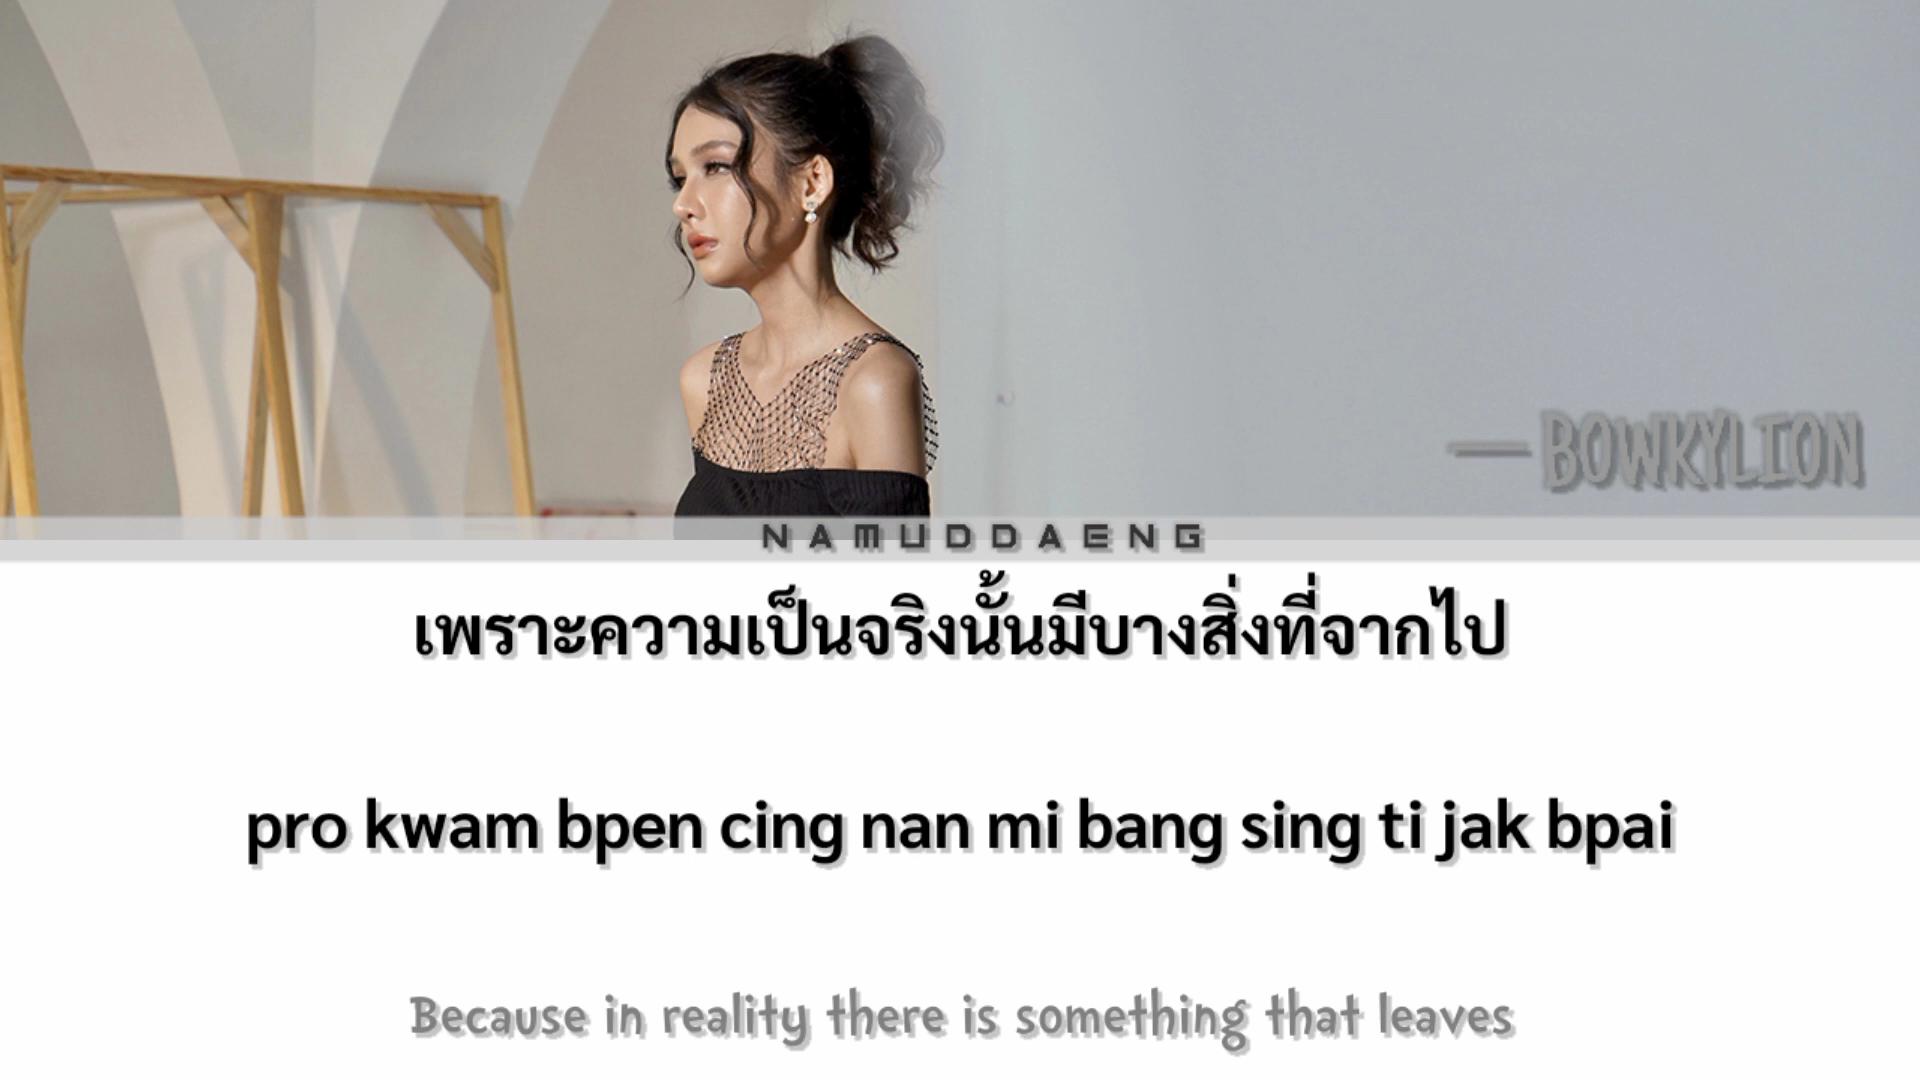 — BOWKYLION
NAMUDDAENG
เพราะความเป็นจริงนั้นมีบางสิ่งที่จากไป
pro kwam bpen cing nan mi bang sing ti jak bpai
Because in reality there is something that leaves